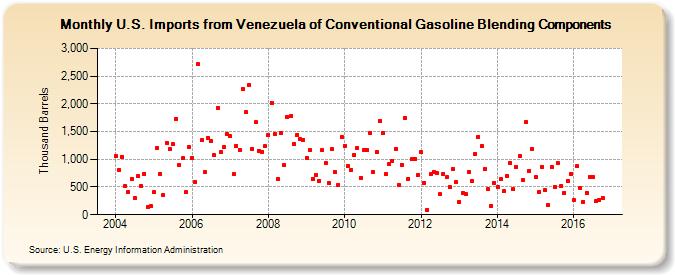 Monthly U.S. Imports from Venezuela of Conventional Gasoline Blending Components
Thousand Barrels
3,000
2,500
2,000
1,500
1,000
500
0
2004 2006 2008 2010 2012 2014 2016
Source: U.S. Energy Information Administration